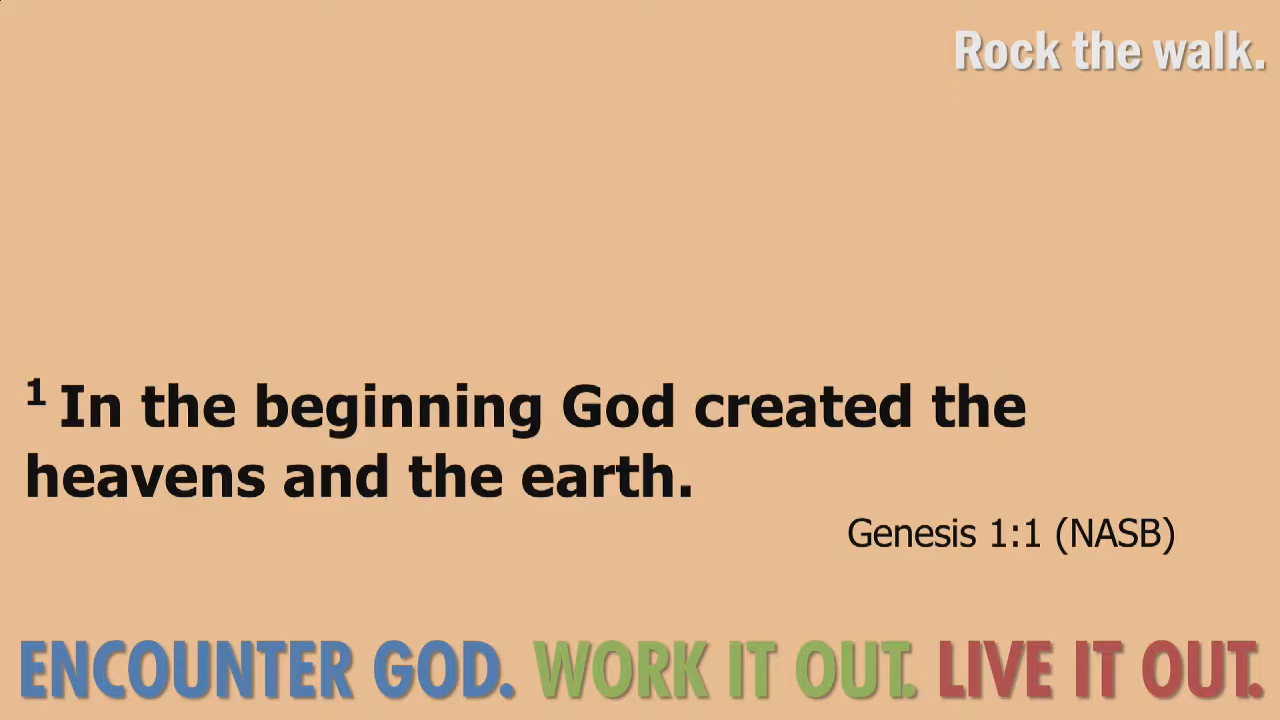 Rock the walk.
1 In the beginning God created the
heavens and the earth.
Genesis 1:1 (NASB)
ENCOUNTER GOD. WORK IT OUT. LIVE IT OUT.